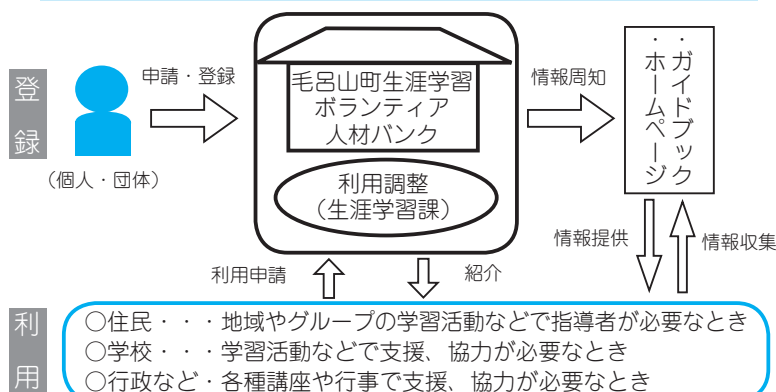 登録
申請・登録
(個人・団体)
毛呂山町生涯学習
ボランティア
人材バンク
利用調整
(生涯学習課)
情報周知
・ガイドブック
・ホームページ
情報提供
情報収集
利用申請
紹介
利用
○住民・・・地域やグループの学習活動などで指導者が必要なとき
○学校・・・学習活動などで支援、協力が必要なとき
○行政など・各種講座や行事で支援、協力が必要なとき